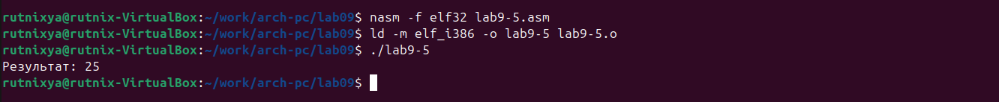 rutnixya@rutnix-VirtualBox:~/work/arch-pc/lab09$ nasm -f elf32 lab9-5.asm
rutnixya@rutnix-VirtualBox:~/work/arch-pc/lab09$ ld -m elf_i386 -o lab9-5 lab9-5.o
rutnixya@rutnix-VirtualBox:~/work/arch-pc/lab09$ ./lab9-5
Результат: 25
rutnixya@rutnix-VirtualBox:~/work/arch-pc/lab09$